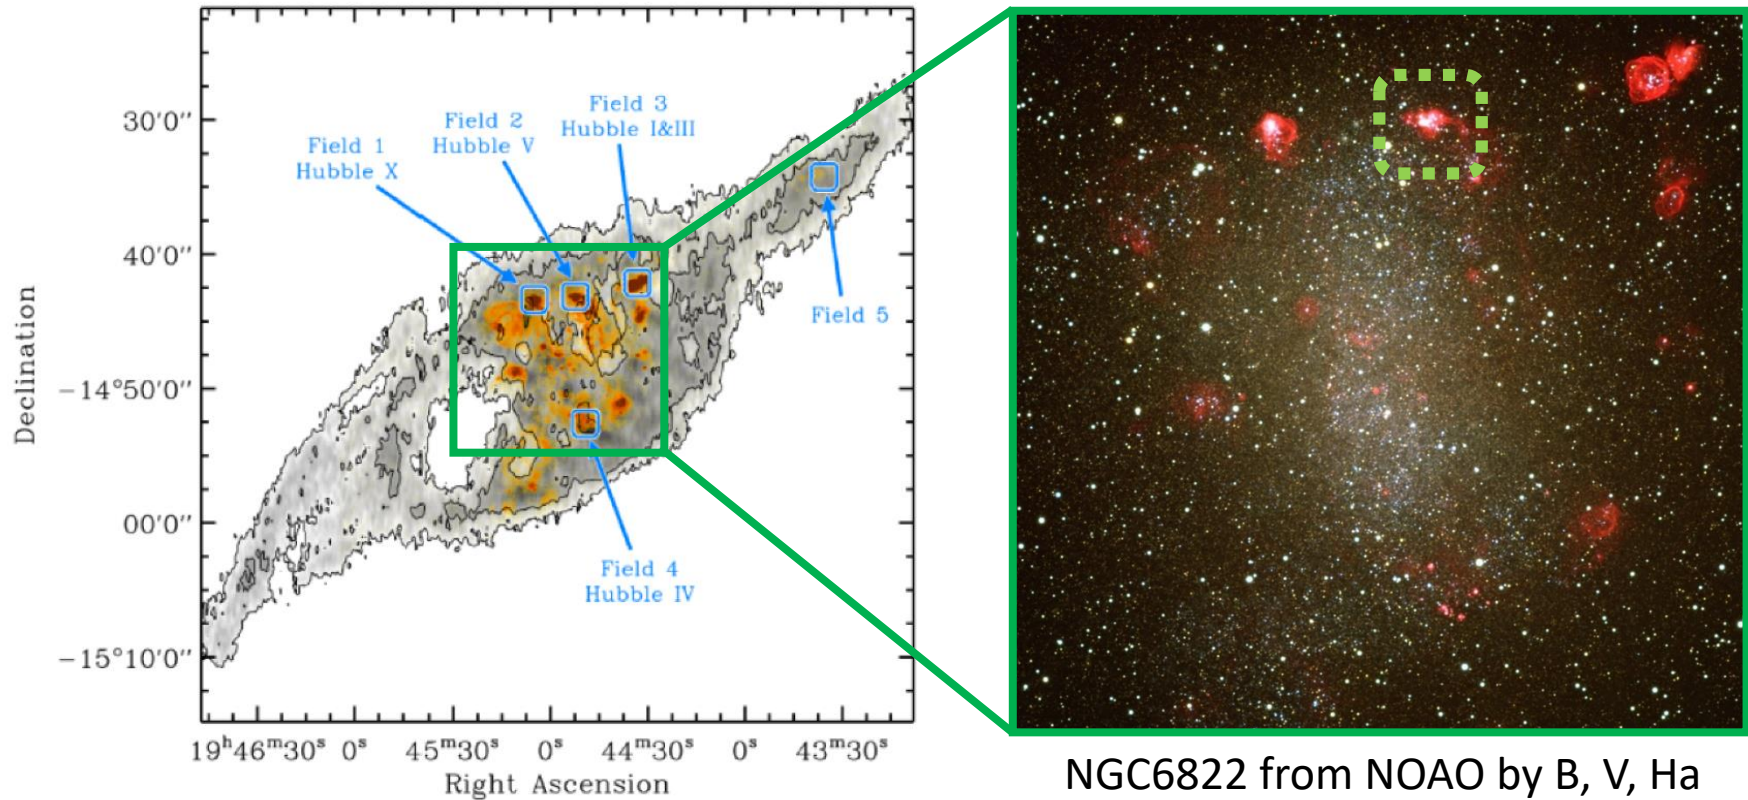 Field 3
Hubble I&III
Field 2
Hubble V
Field 1
Hubble X
Field 5
Field 4
Hubble IV
30′0″
40′0″
−14°50′0″
00′0″
−15°10′0″
Declination
19ʰ46ᵐ30ˢ 0ˢ 45ᵐ30ˢ 0ˢ 44ᵐ30ˢ 0ˢ 43ᵐ30ˢ
Right Ascension
NGC6822 from NOAO by B, V, Ha